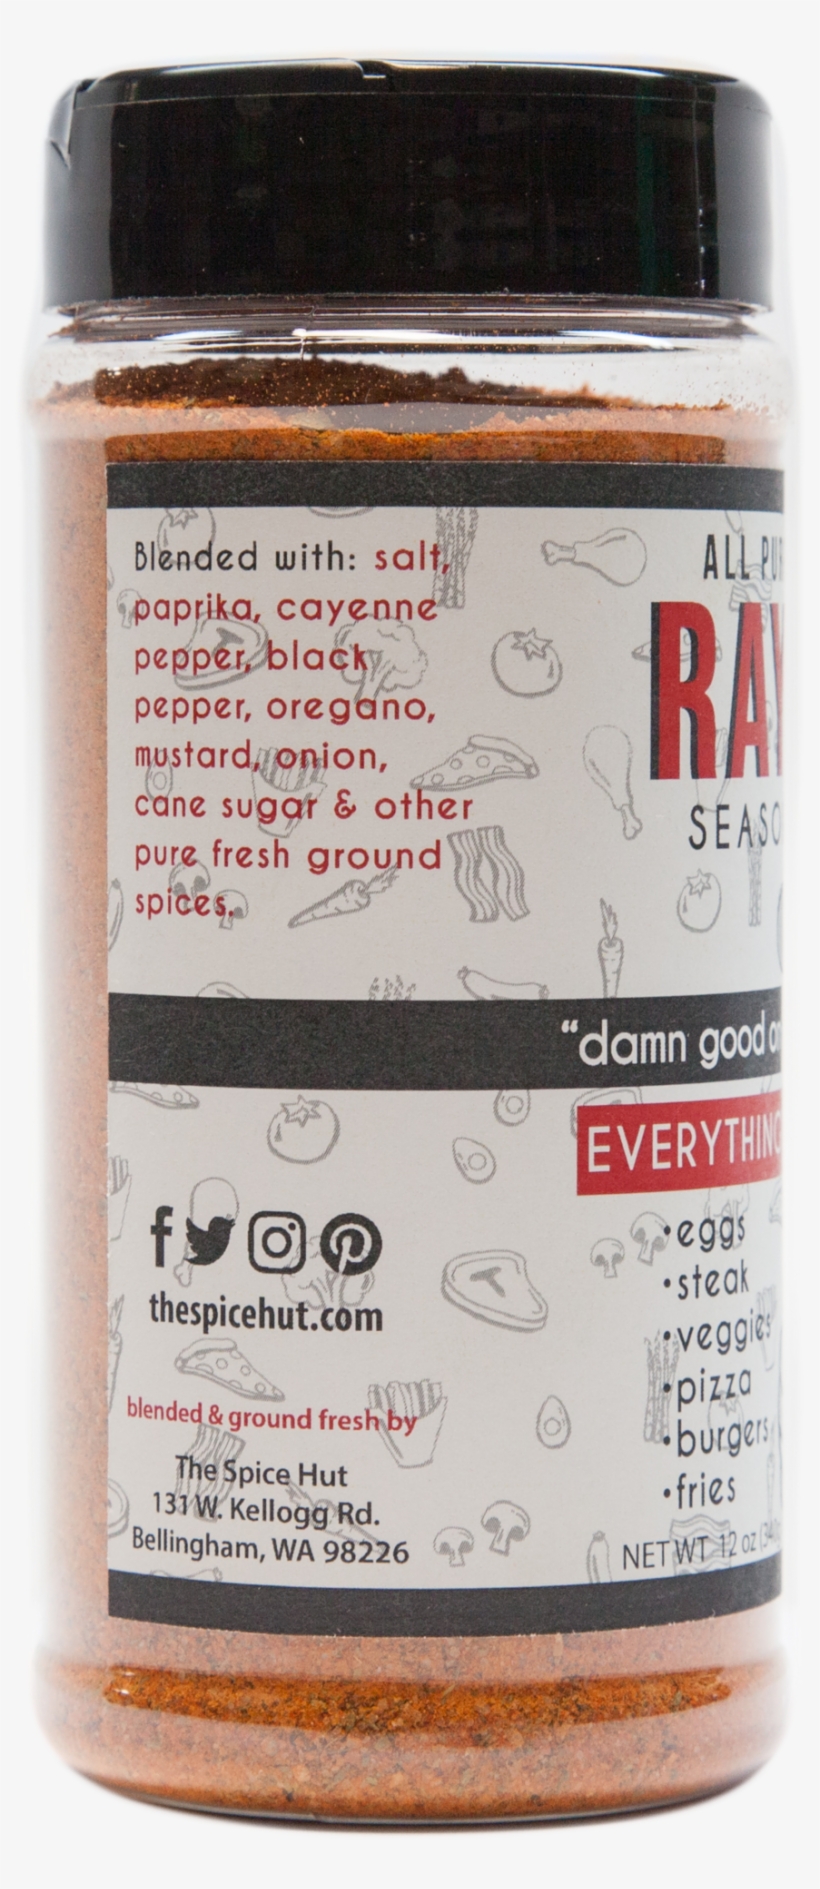 Blended with: salt,
paprika, cayenne
pepper, black
pepper, oregano,
mustard, onion,
cane sugar & other
pure fresh ground
spices.
thespicehut.com
blended & ground fresh by
The Spice Hut
131 W. Kellogg Rd.
Bellingham, WA 98226
ALL
RAY
SEASO
"damn good
EVERYTHING
•eggs
•steak
•veggies
•pizza
•burgers
•fries
NET WT 12 oz